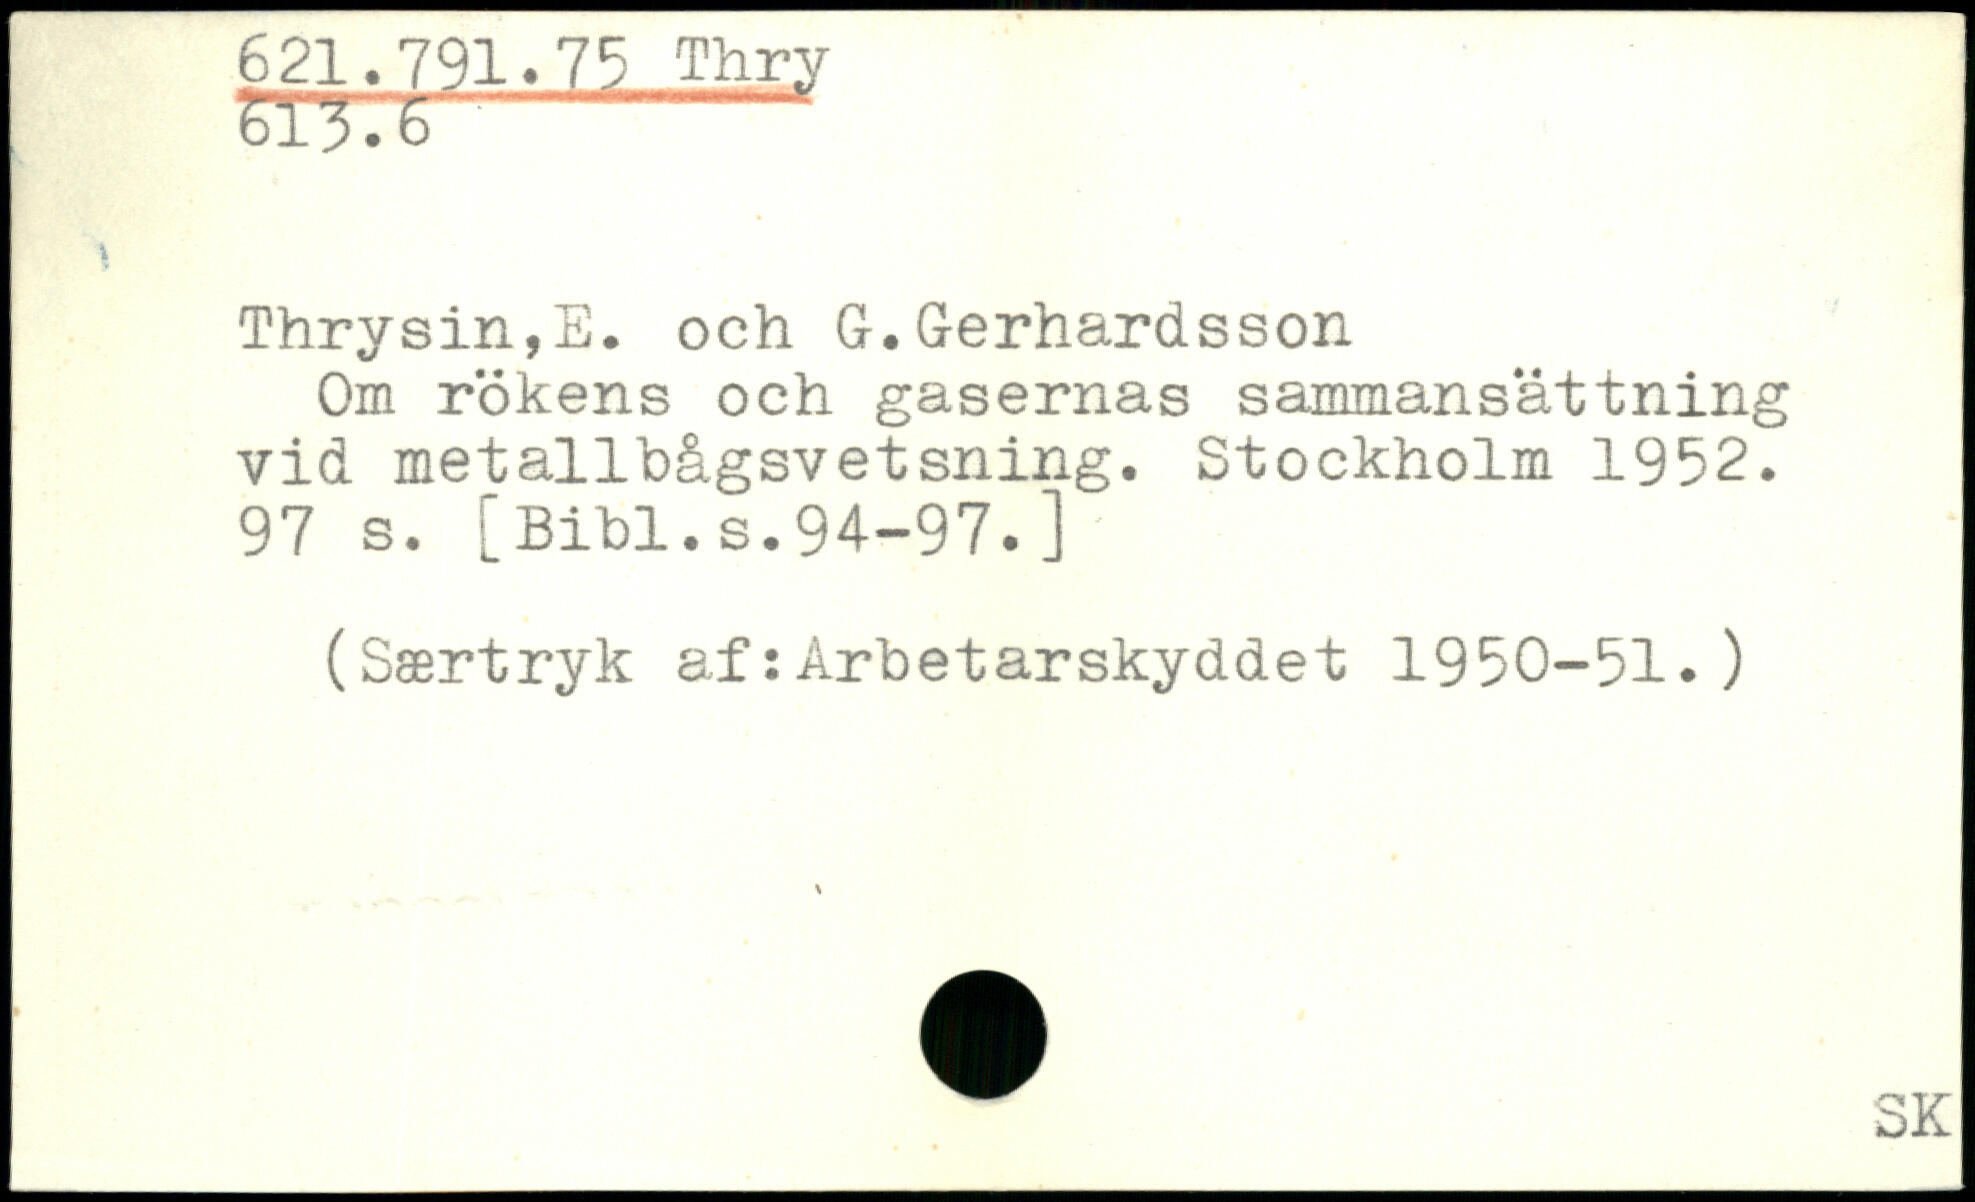 621.791.75 Thry
613.6
Thrysin,E. och G.Gerhardsson
Om rökens och gasernas sammansättning
vid metallbågsvetsning. Stockholm 1952.
97 s. [Bibl.s.94-97.]
(Særtryk af:Arbetarskyddet 1950-51.)
SK